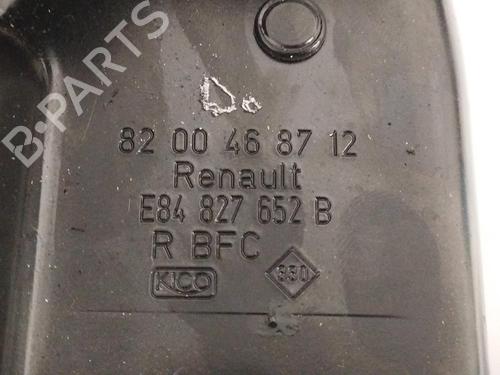 B-PARTS
D.
82 00 46 87 12
Renault
E84 827 652 B
R BFC
KICO
330